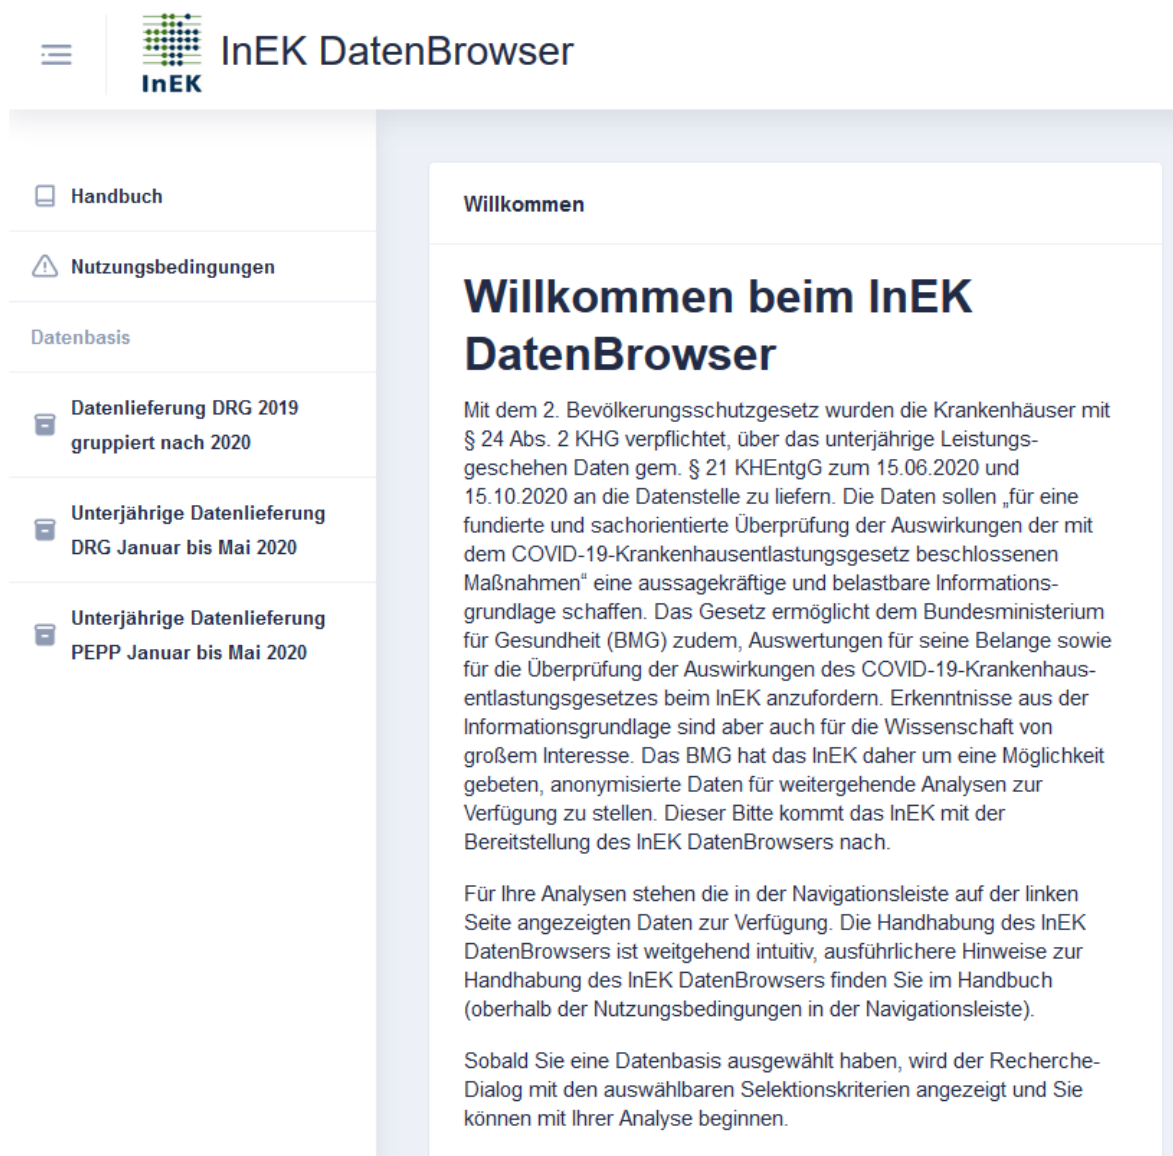 InEK
InEK DatenBrowser
Handbuch
Nutzungsbedingungen
Datenbasis
Datenlieferung DRG 2019
gruppiert nach 2020
Unterjährige Datenlieferung
DRG Januar bis Mai 2020
Unterjährige Datenlieferung
PEPP Januar bis Mai 2020
Willkommen
Willkommen beim InEK
DatenBrowser
Mit dem 2. Bevölkerungsschutzgesetz wurden die Krankenhäuser mit
§ 24 Abs. 2 KHG verpflichtet, über das unterjährige Leistungs-
geschehen Daten gem. § 21 KHEntgG zum 15.06.2020 und
15.10.2020 an die Datenstelle zu liefern. Die Daten sollen „für eine
fundierte und sachorientierte Überprüfung der Auswirkungen der mit
dem COVID-19-Krankenhausentlastungsgesetz beschlossenen
Maßnahmen“ eine aussagekräftige und belastbare Informations-
grundlage schaffen. Das Gesetz ermöglicht dem Bundesministerium
für Gesundheit (BMG) zudem, Auswertungen für seine Belange sowie
für die Überprüfung der Auswirkungen des COVID-19-Krankenhaus-
entlastungsgesetzes beim InEK anzufordern. Erkenntnisse aus der
Informationsgrundlage sind aber auch für die Wissenschaft von
großem Interesse. Das BMG hat das InEK daher um eine Möglichkeit
gebeten, anonymisierte Daten für weitergehende Analysen zur
Verfügung zu stellen. Dieser Bitte kommt das InEK mit der
Bereitstellung des InEK DatenBrowsers nach.
Für Ihre Analysen stehen die in der Navigationsleiste auf der linken
Seite angezeigten Daten zur Verfügung. Die Handhabung des InEK
DatenBrowsers ist weitgehend intuitiv, ausführlichere Hinweise zur
Handhabung des InEK DatenBrowsers finden Sie im Handbuch
(oberhalb der Nutzungsbedingungen in der Navigationsleiste).
Sobald Sie eine Datenbasis ausgewählt haben, wird der Recherche-
Dialog mit den auswählbaren Selektionskriterien angezeigt und Sie
können mit Ihrer Analyse beginnen.